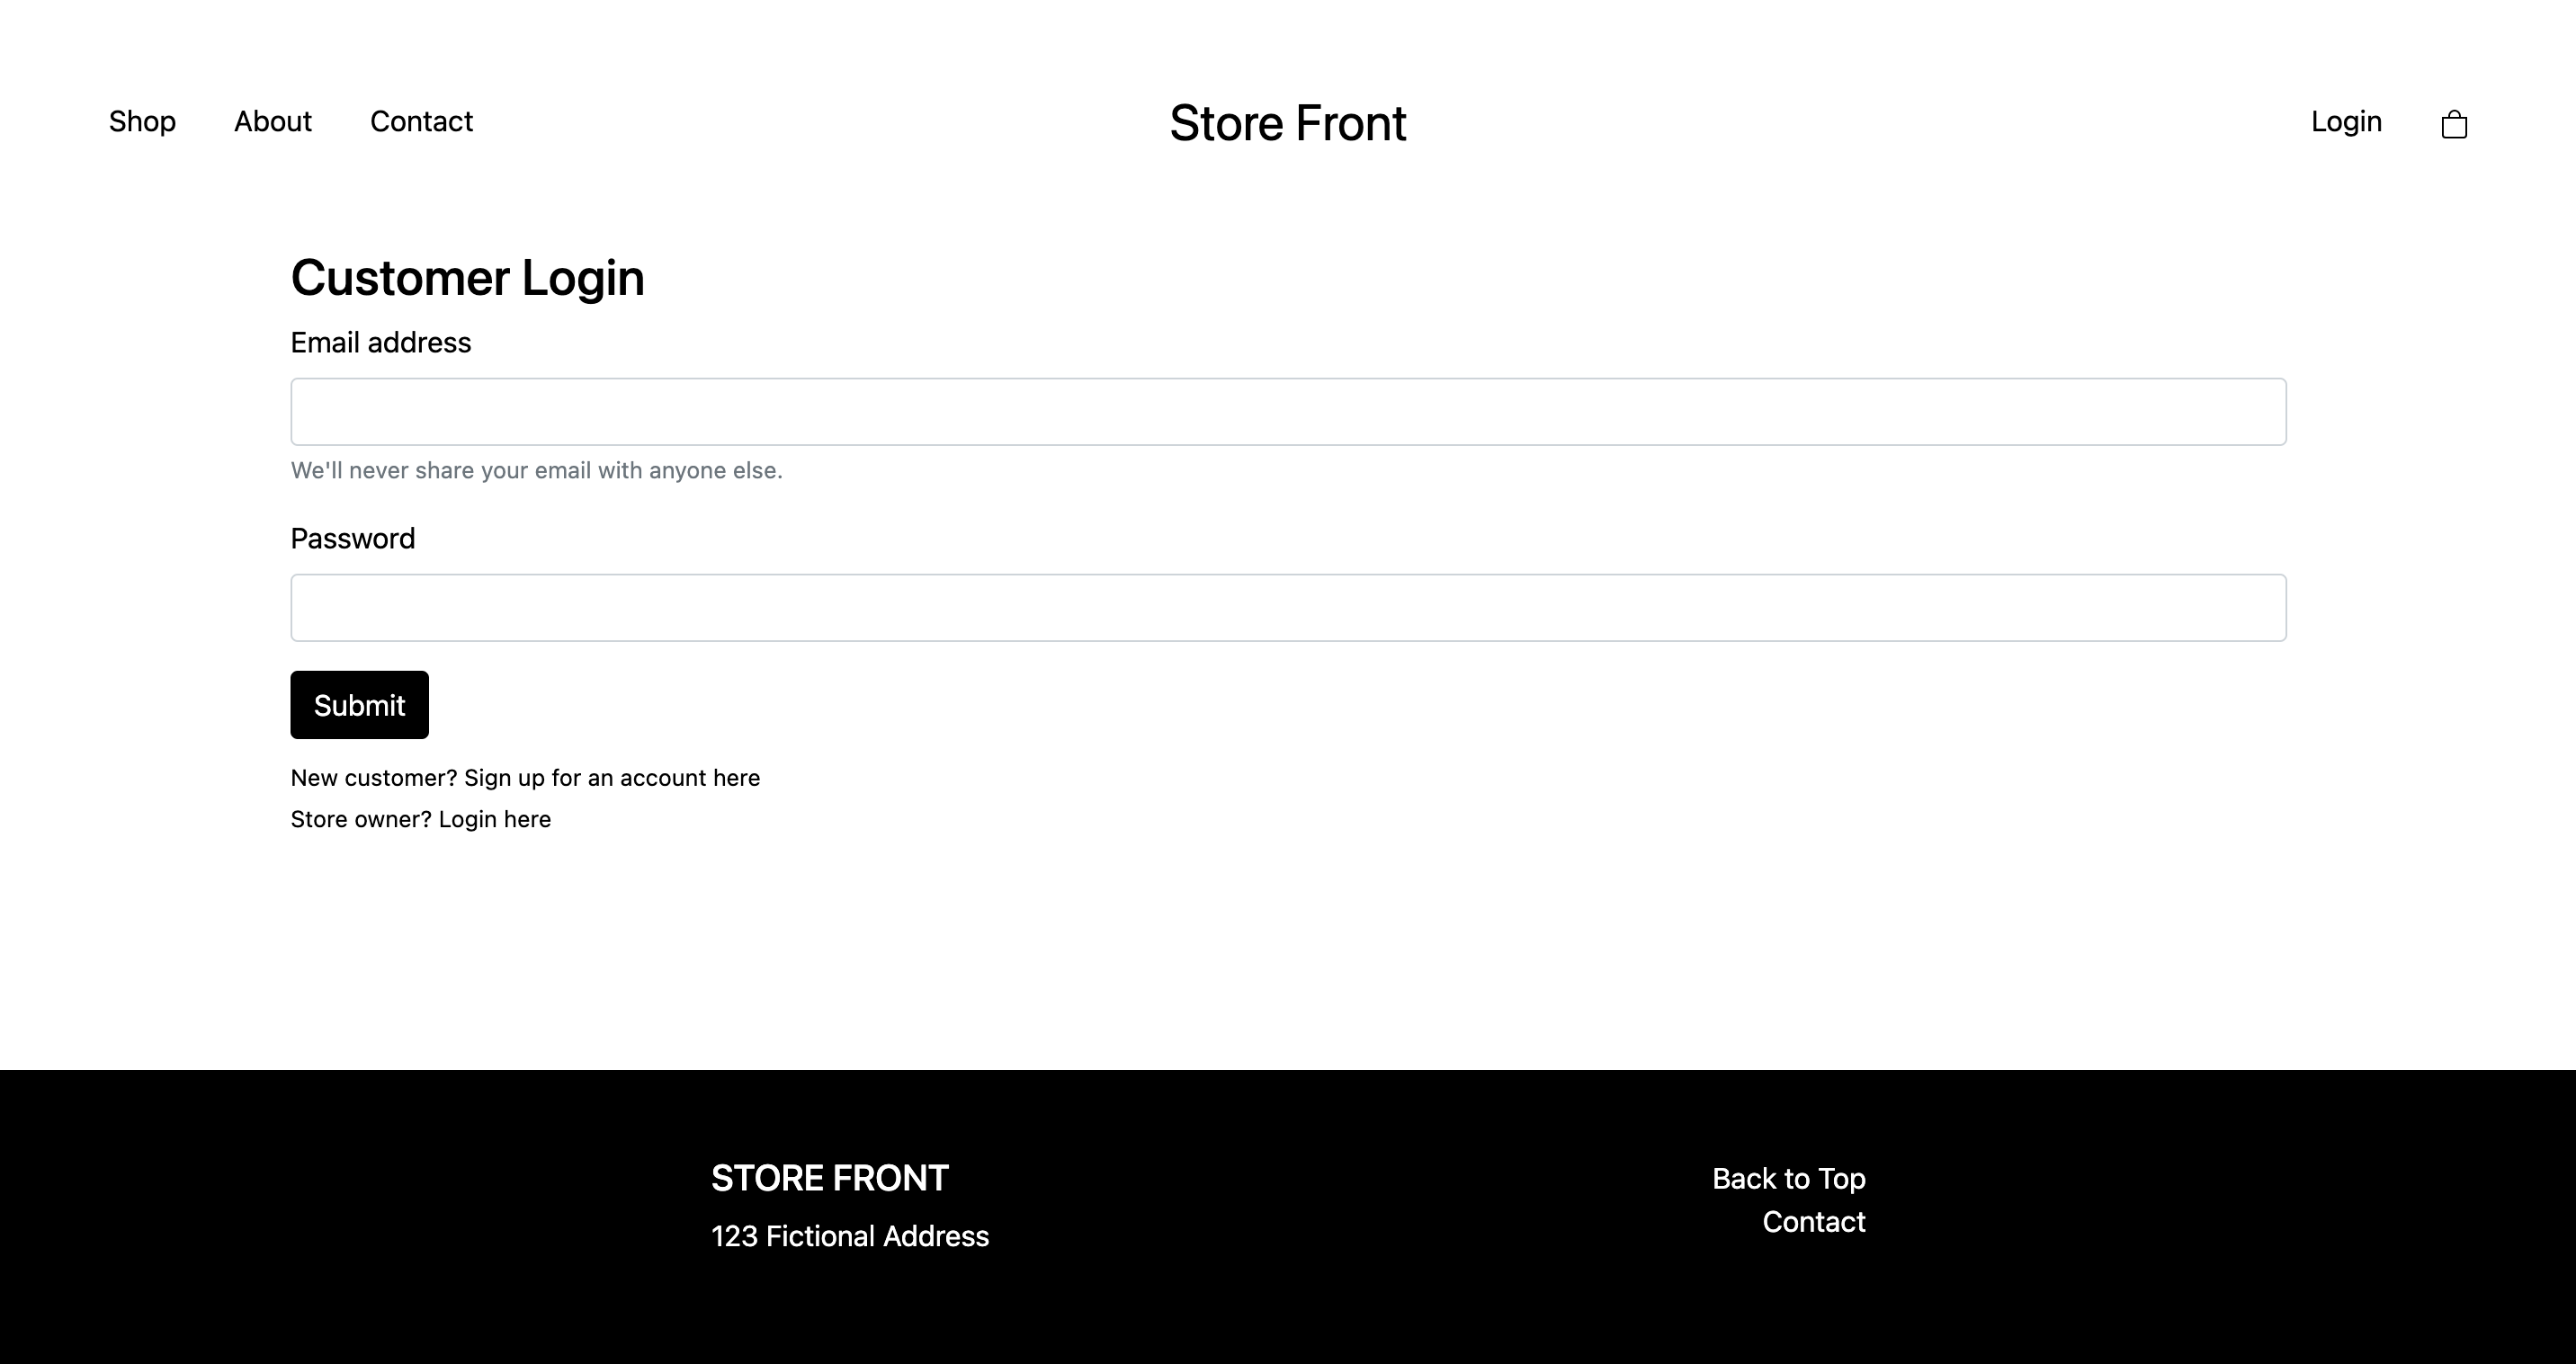 Shop About Contact Store Front Login
Customer Login
Email address
We'll never share your email with anyone else.
Password
Submit
New customer? Sign up for an account here
Store owner? Login here
STORE FRONT
123 Fictional Address
Back to Top
Contact